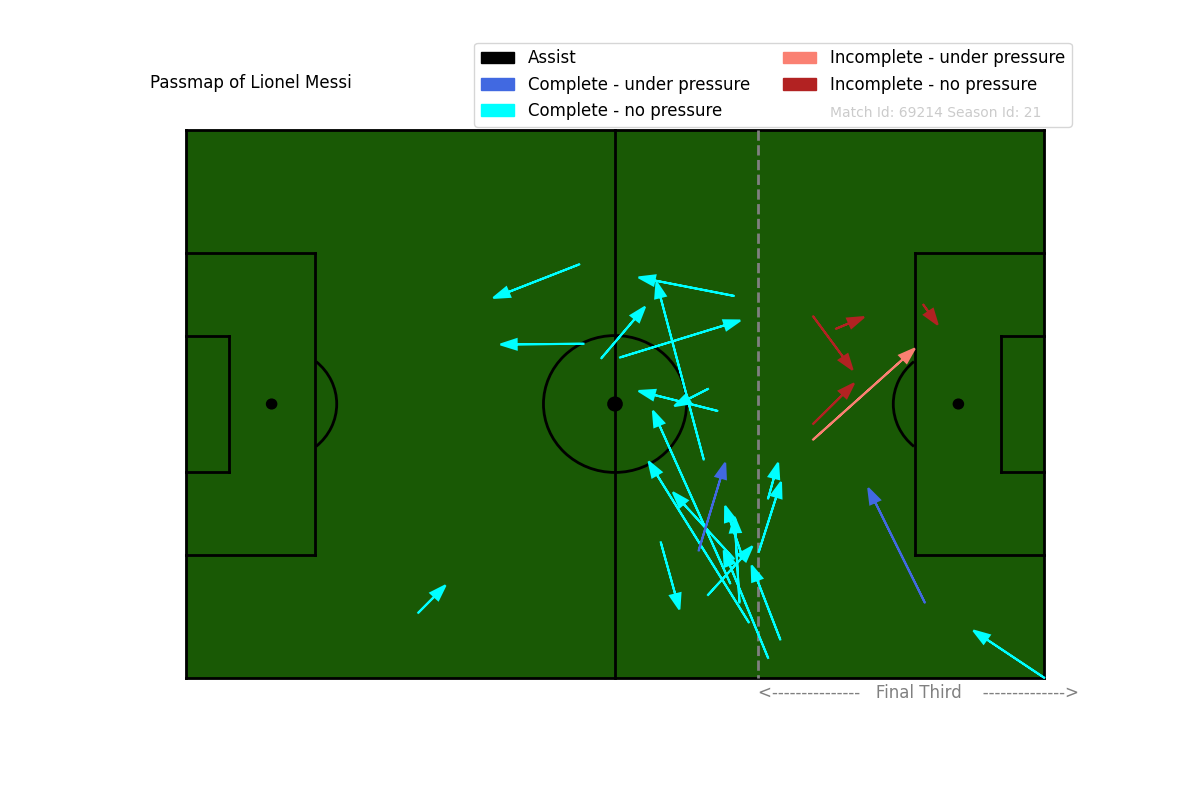 Passmap of Lionel Messi
Assist
Complete - under pressure
Complete - no pressure
Incomplete - under pressure
Incomplete - no pressure
Match Id: 69214 Season Id: 21
<--------------- Final Third -------------->